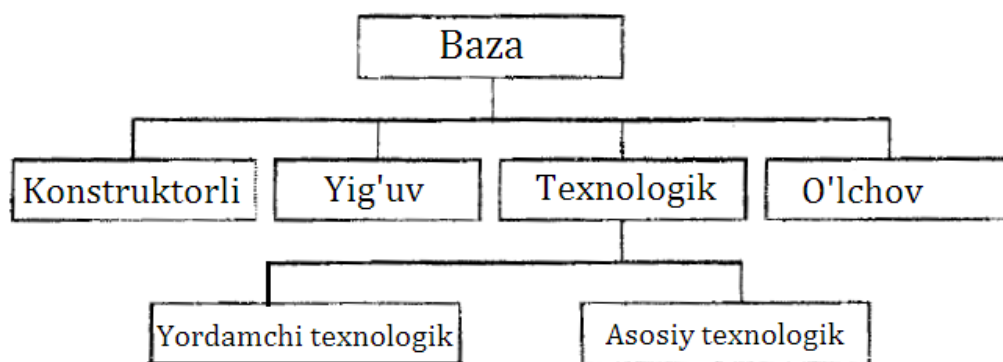 Baza
Konstruktorli
Yig'uv
Texnologik
O'lchov
Yordamchi texnologik
Asosiy texnologik